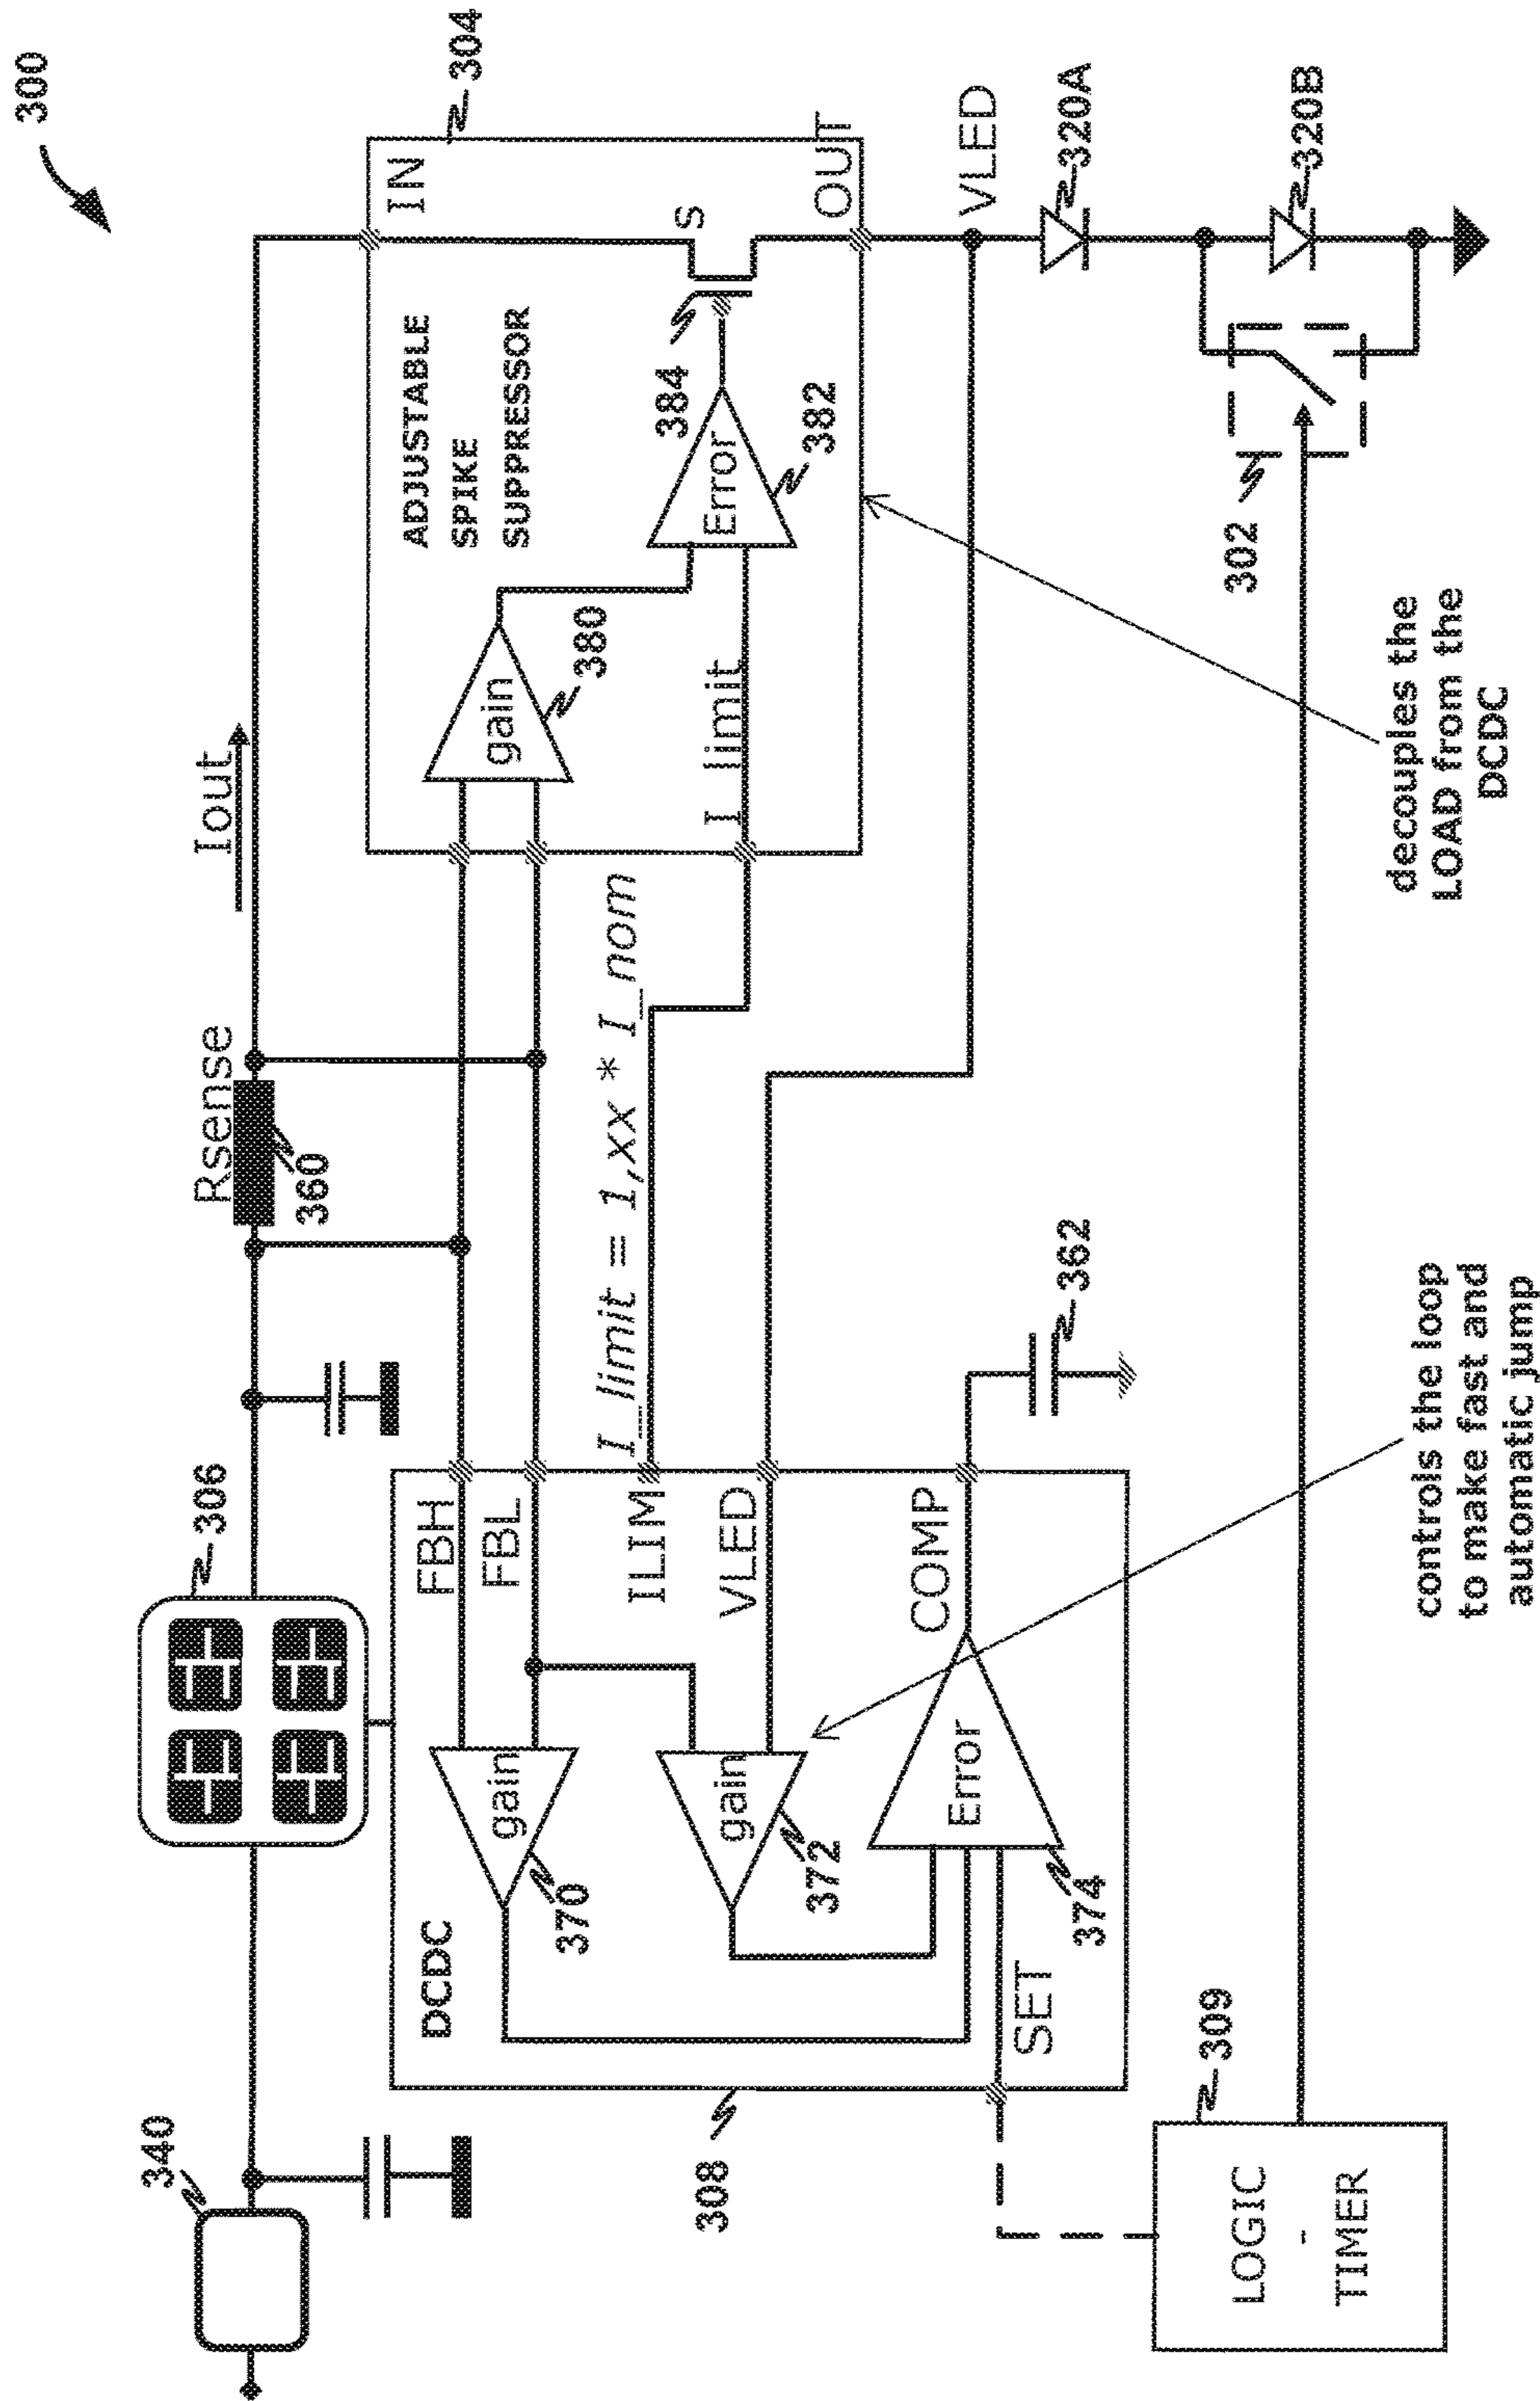 300
340
306
Rsense
360
Iout
304
IN
ADJUSTABLE
SPIKE
SUPPRESSOR
S
384
gain
380
Error
382
I limit
OUT
I_limit = 1,xx * I_nom
DCDC
FBH
FBL
ILIM
VLED
COMP
gain
370
gain
372
Error
374
SET
308
362
VLED
320A
320B
302
309
LOGIC
-
TIMER
decouples the
LOAD from the
DCDC
controls the loop
to make fast and
automatic jump